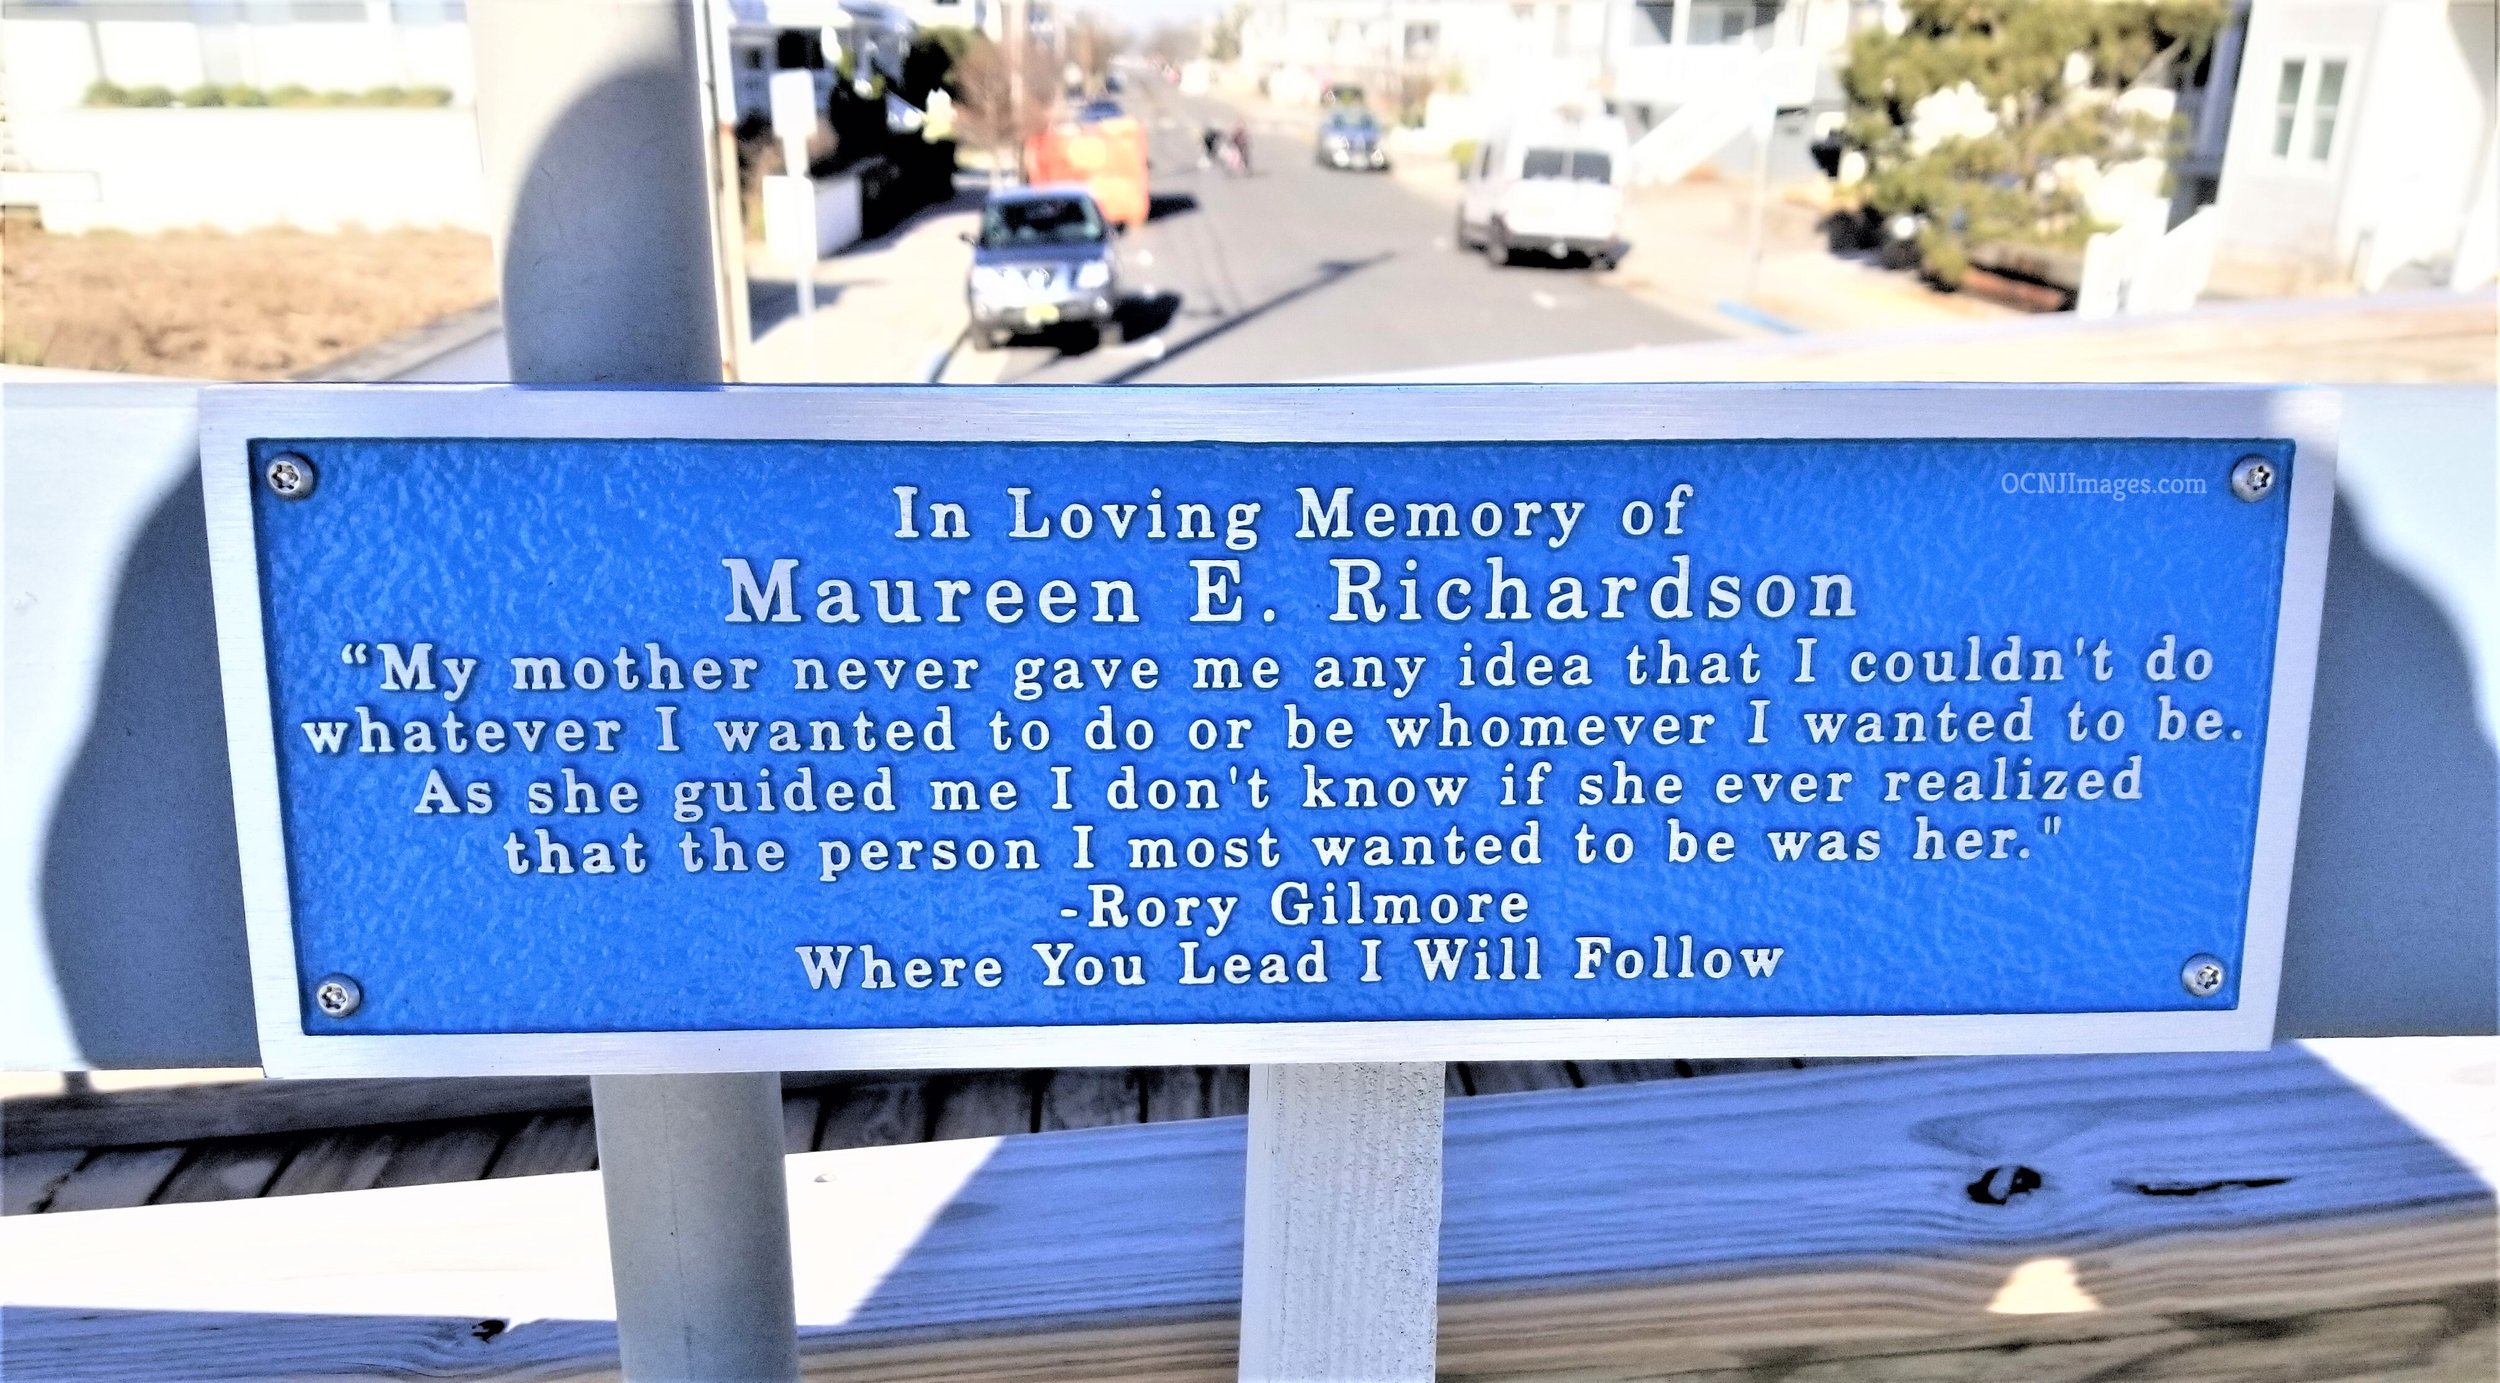 OCNJImages.com
In Loving Memory of
Maureen E. Richardson
“My mother never gave me any idea that I couldn't do
whatever I wanted to do or be whomever I wanted to be.
As she guided me I don't know if she ever realized
that the person I most wanted to be was her."
-Rory Gilmore
Where You Lead I Will Follow